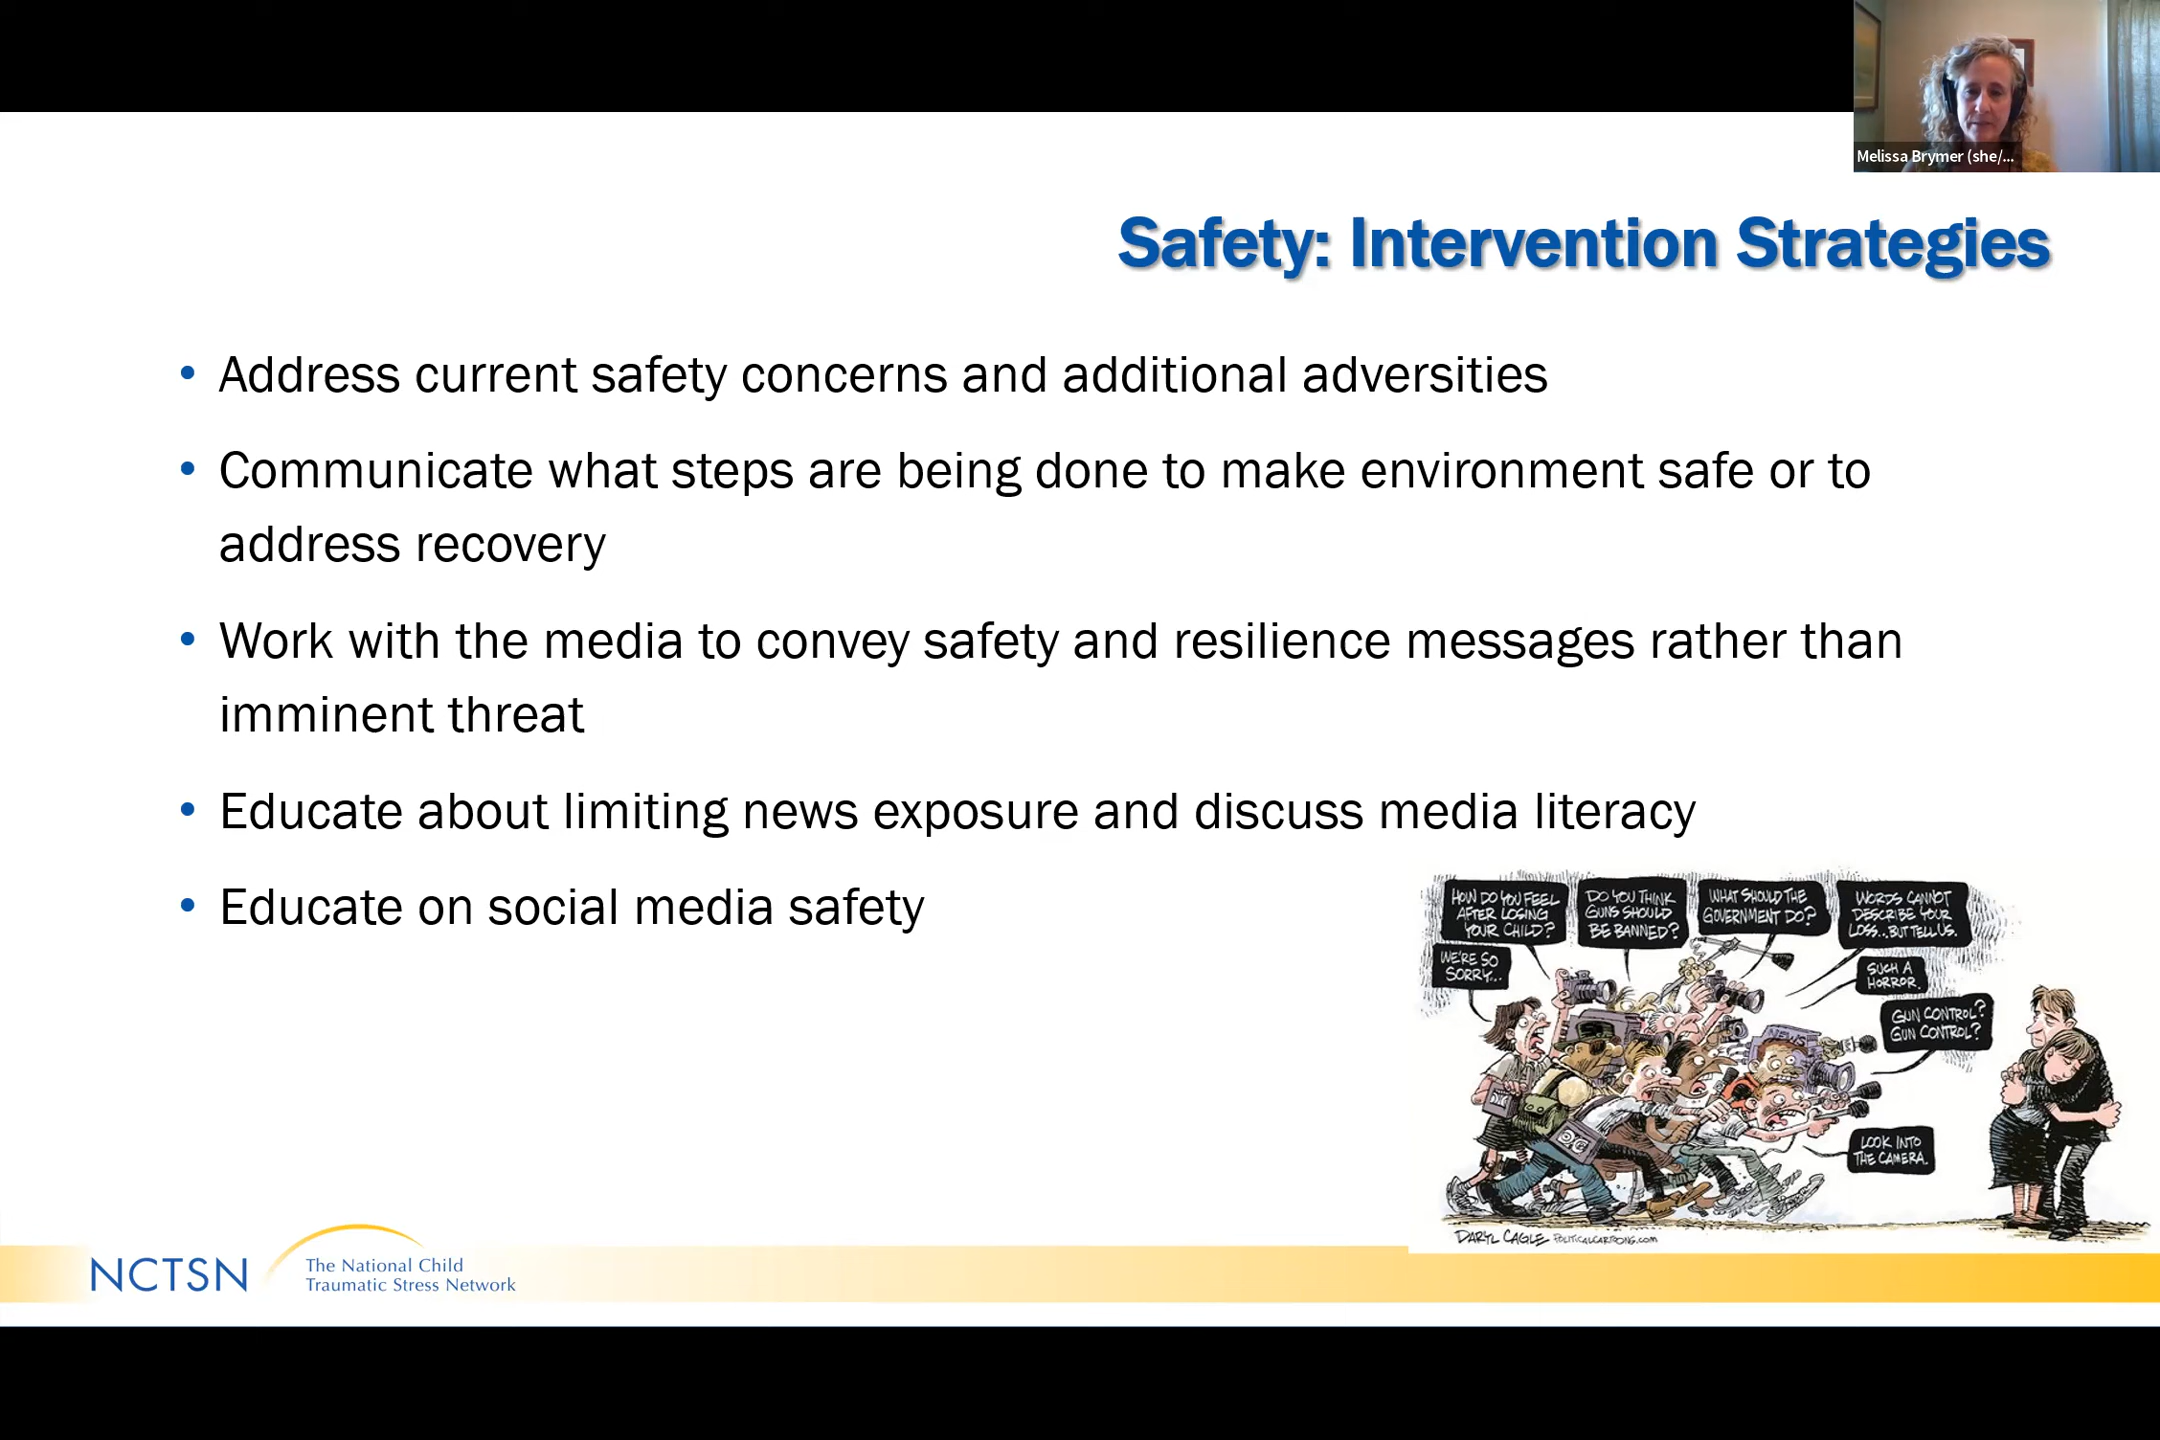 Melissa Brymer (she/...
Safety: Intervention Strategies
• Address current safety concerns and additional adversities
• Communicate what steps are being done to make environment safe or to
address recovery
• Work with the media to convey safety and resilience messages rather than
imminent threat
• Educate about limiting news exposure and discuss media literacy
• Educate on social media safety
HOW DO YOU FEEL
AFTER LOSING
YOUR CHILD?
DO YOU THINK
GUNS SHOULD
BE BANNED?
WHAT SHOULD THE
GOVERNMENT DO?
WORDS CANNOT
DESCRIBE YOUR
LOSS...BUT TELL US.
WE'RE SO
SORRY...
SUCH A
HORROR.
GUN CONTROL?
GUN CONTROL?
NEWS
LOOK INTO
THE CAMERA.
DARYL CAGLE POLITICALCARTOONS.COM
NCTSN
The National Child
Traumatic Stress Network